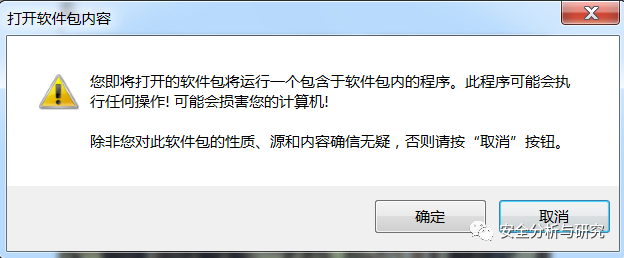 打开软件包内容
您即将打开的软件包将运行一个包含于软件包内的程序。此程序可能会执
行任何操作! 可能会损害您的计算机!
除非您对此软件包的性质、源和内容确信无疑，否则请按“取消”按钮。
确定
取消
安全分析与研究